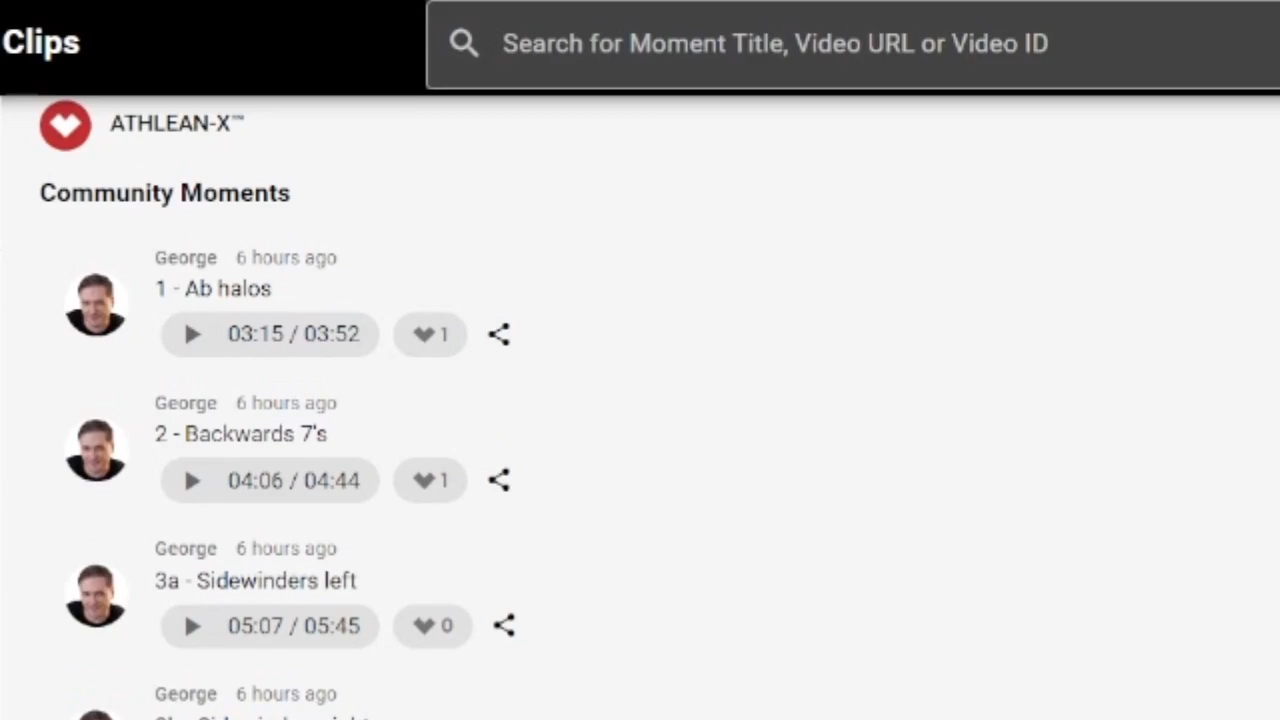 Clips
Search for Moment Title, Video URL or Video ID
ATHLEAN-X™
Community Moments
George 6 hours ago
1 - Ab halos
03:15 / 03:52 1
George 6 hours ago
2 - Backwards 7's
04:06 / 04:44 1
George 6 hours ago
3a - Sidewinders left
05:07 / 05:45 0
George 6 hours ago